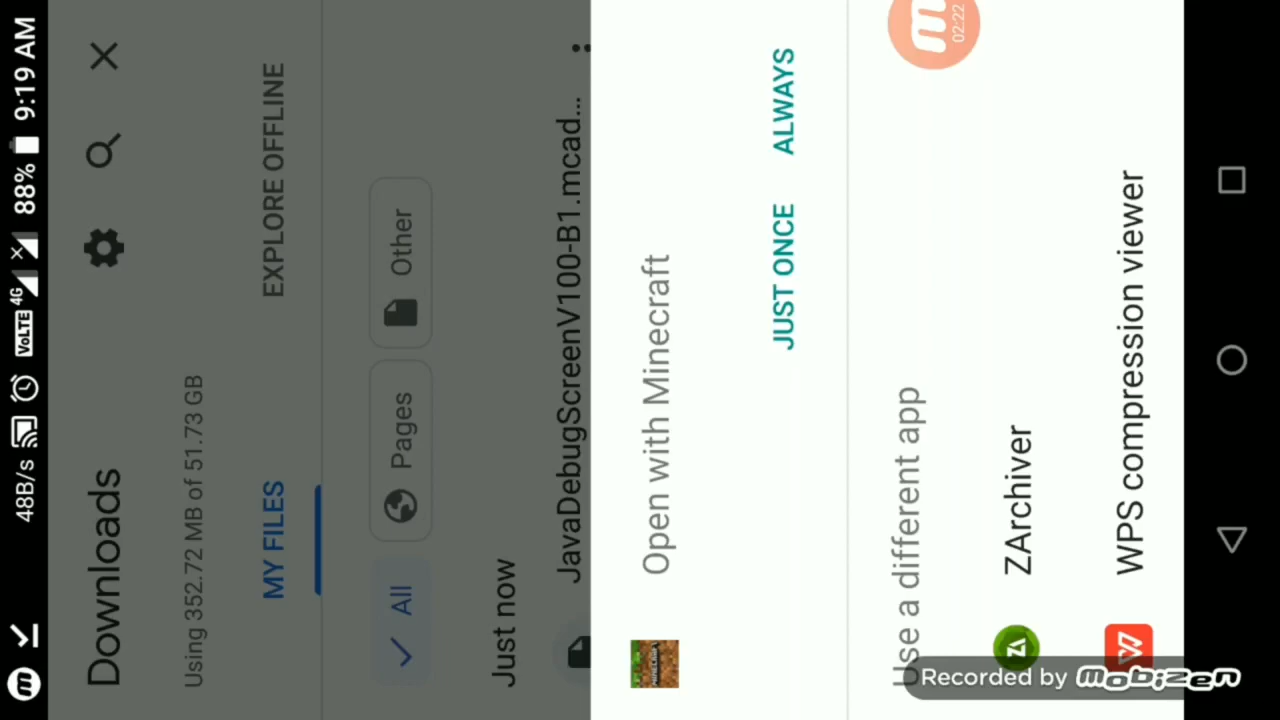 48B/s VoLTE 4G 88% 9:19 AM
Downloads
Using 352.72 MB of 51.73 GB
MY FILES EXPLORE OFFLINE
All Pages Other
Just now
JavaDebugScreenV100-B1.mcad...
Open with Minecraft
JUST ONCE ALWAYS
Use a different app
02:22
ZArchiver
WPS compression viewer
Recorded by mobizen